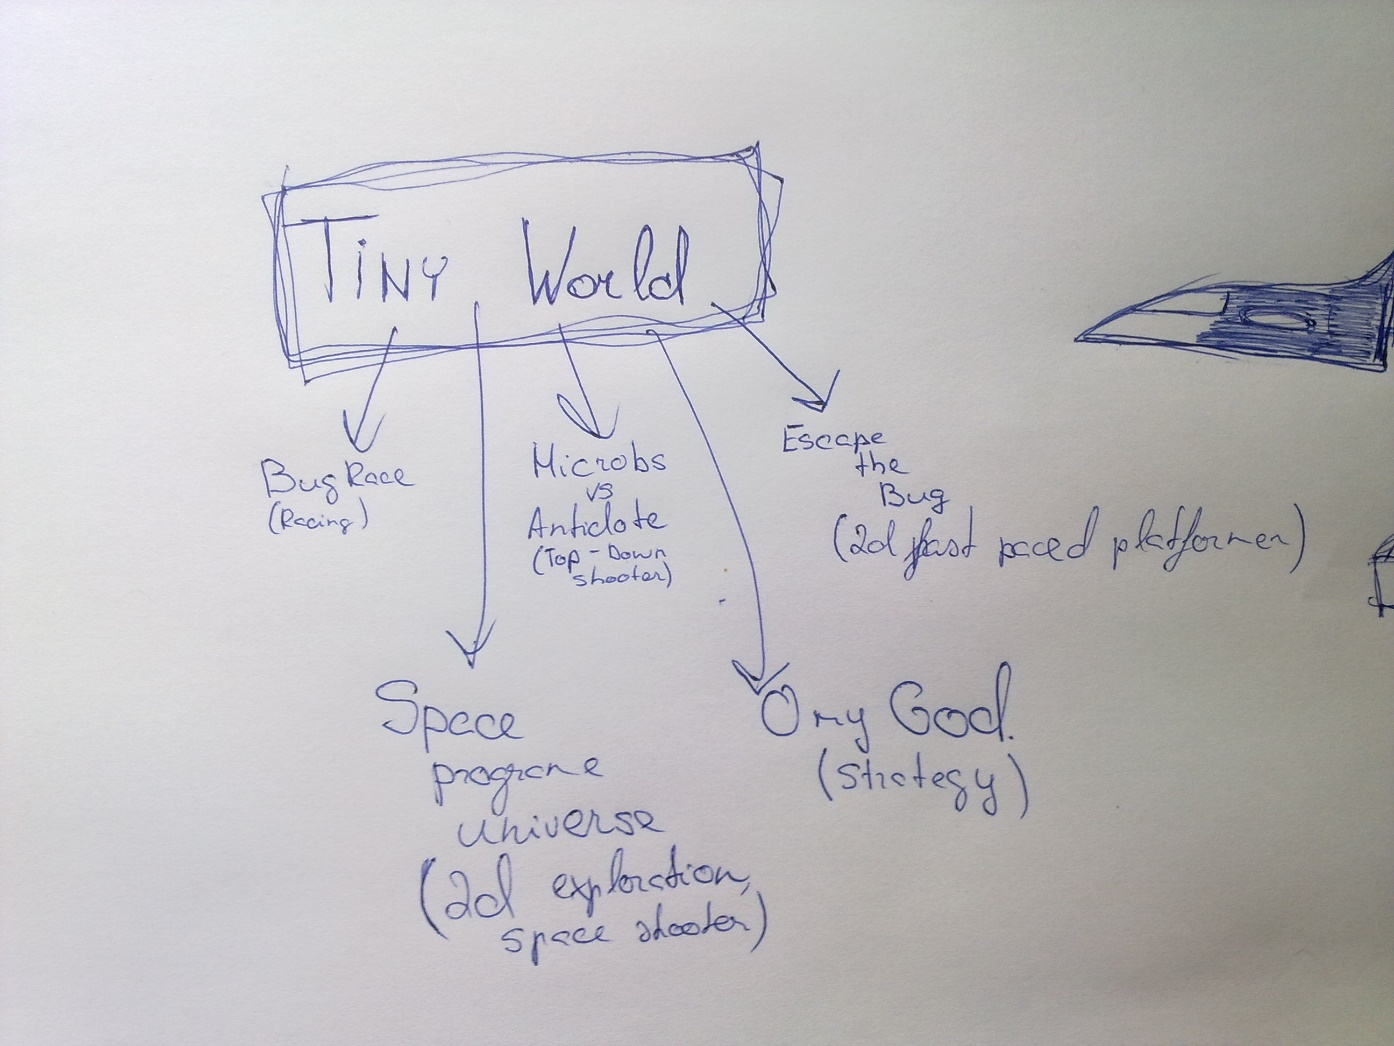 Tiny World
Bug Race
(Racing)
Microbs
vs
Antidote
(Top-Down
shooter)
Escape
the
Bug
(2d fast paced platformer)
Space
programe
universe
(2d exploration,
space shooter)
O my God.
(strategy)